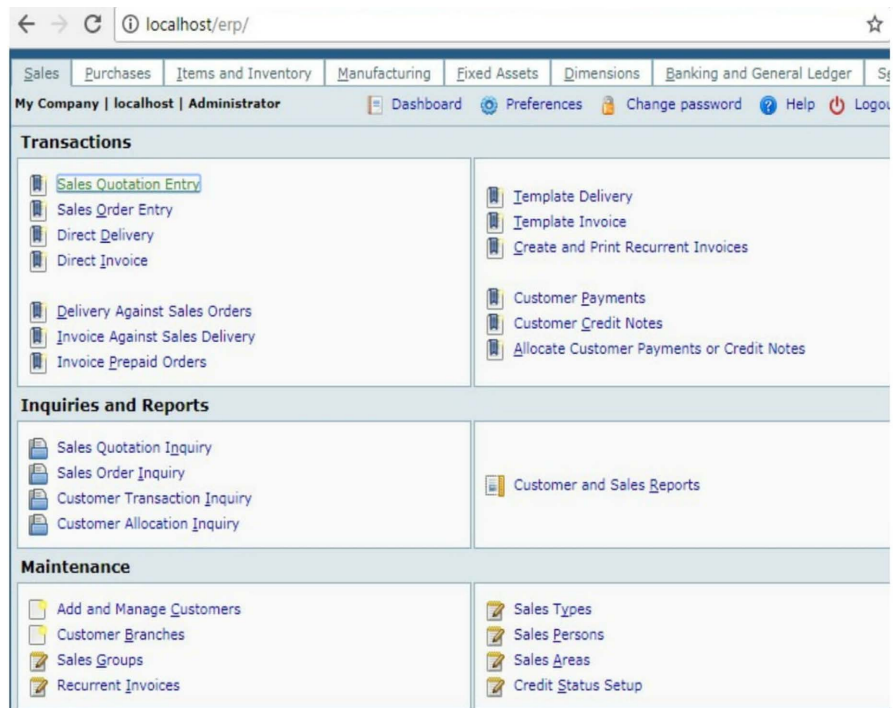 localhost/erp/
Sales Purchases Items and Inventory Manufacturing Fixed Assets Dimensions Banking and General Ledger
My Company | localhost | Administrator Dashboard Preferences Change password Help Logou
Transactions
Sales Quotation Entry
Sales Order Entry
Direct Delivery
Direct Invoice
Delivery Against Sales Orders
Invoice Against Sales Delivery
Invoice Prepaid Orders
Template Delivery
Template Invoice
Create and Print Recurrent Invoices
Customer Payments
Customer Credit Notes
Allocate Customer Payments or Credit Notes
Inquiries and Reports
Sales Quotation Inquiry
Sales Order Inquiry
Customer Transaction Inquiry
Customer Allocation Inquiry
Customer and Sales Reports
Maintenance
Add and Manage Customers
Customer Branches
Sales Groups
Recurrent Invoices
Sales Types
Sales Persons
Sales Areas
Credit Status Setup